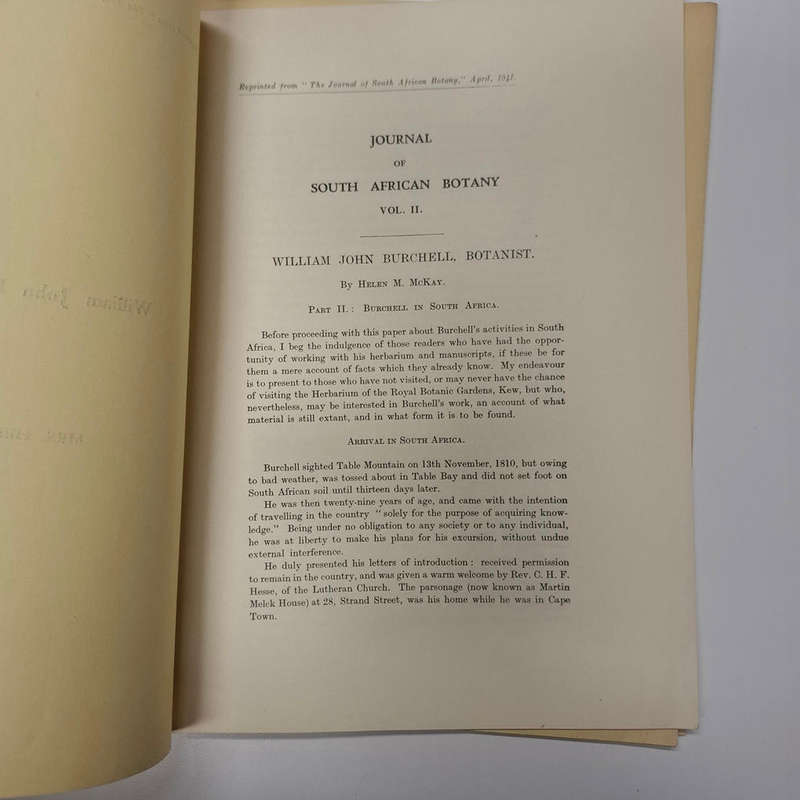 Reprinted from "The Journal of South African Botany," April, 1941.
JOURNAL
OF
SOUTH AFRICAN BOTANY
VOL. II.
WILLIAM JOHN BURCHELL, BOTANIST.
By Helen M. McKay.
Part II. : Burchell in South Africa.
Before proceeding with this paper about Burchell's activities in South
Africa, I beg the indulgence of those readers who have had the oppor-
tunity of working with his herbarium and manuscripts, if these be for
them a mere account of facts which they already know. My endeavour
is to present to those who have not visited, or may never have the chance
of visiting the Herbarium of the Royal Botanic Gardens, Kew, but who,
nevertheless, may be interested in Burchell's work, an account of what
material is still extant, and in what form it is to be found.
Arrival in South Africa.
Burchell sighted Table Mountain on 13th November, 1810, but owing
to bad weather, was tossed about in Table Bay and did not set foot on
South African soil until thirteen days later.
He was then twenty-nine years of age, and came with the intention
of travelling in the country "solely for the purpose of acquiring know-
ledge." Being under no obligation to any society or to any individual,
he was at liberty to make his plans for his excursion, without undue
external interference.
He duly presented his letters of introduction : received permission
to remain in the country, and was given a warm welcome by Rev. C. H. F.
Hesse, of the Lutheran Church. The parsonage (now known as Martin
Melck House) at 28, Strand Street, was his home while he was in Cape
Town.
William John